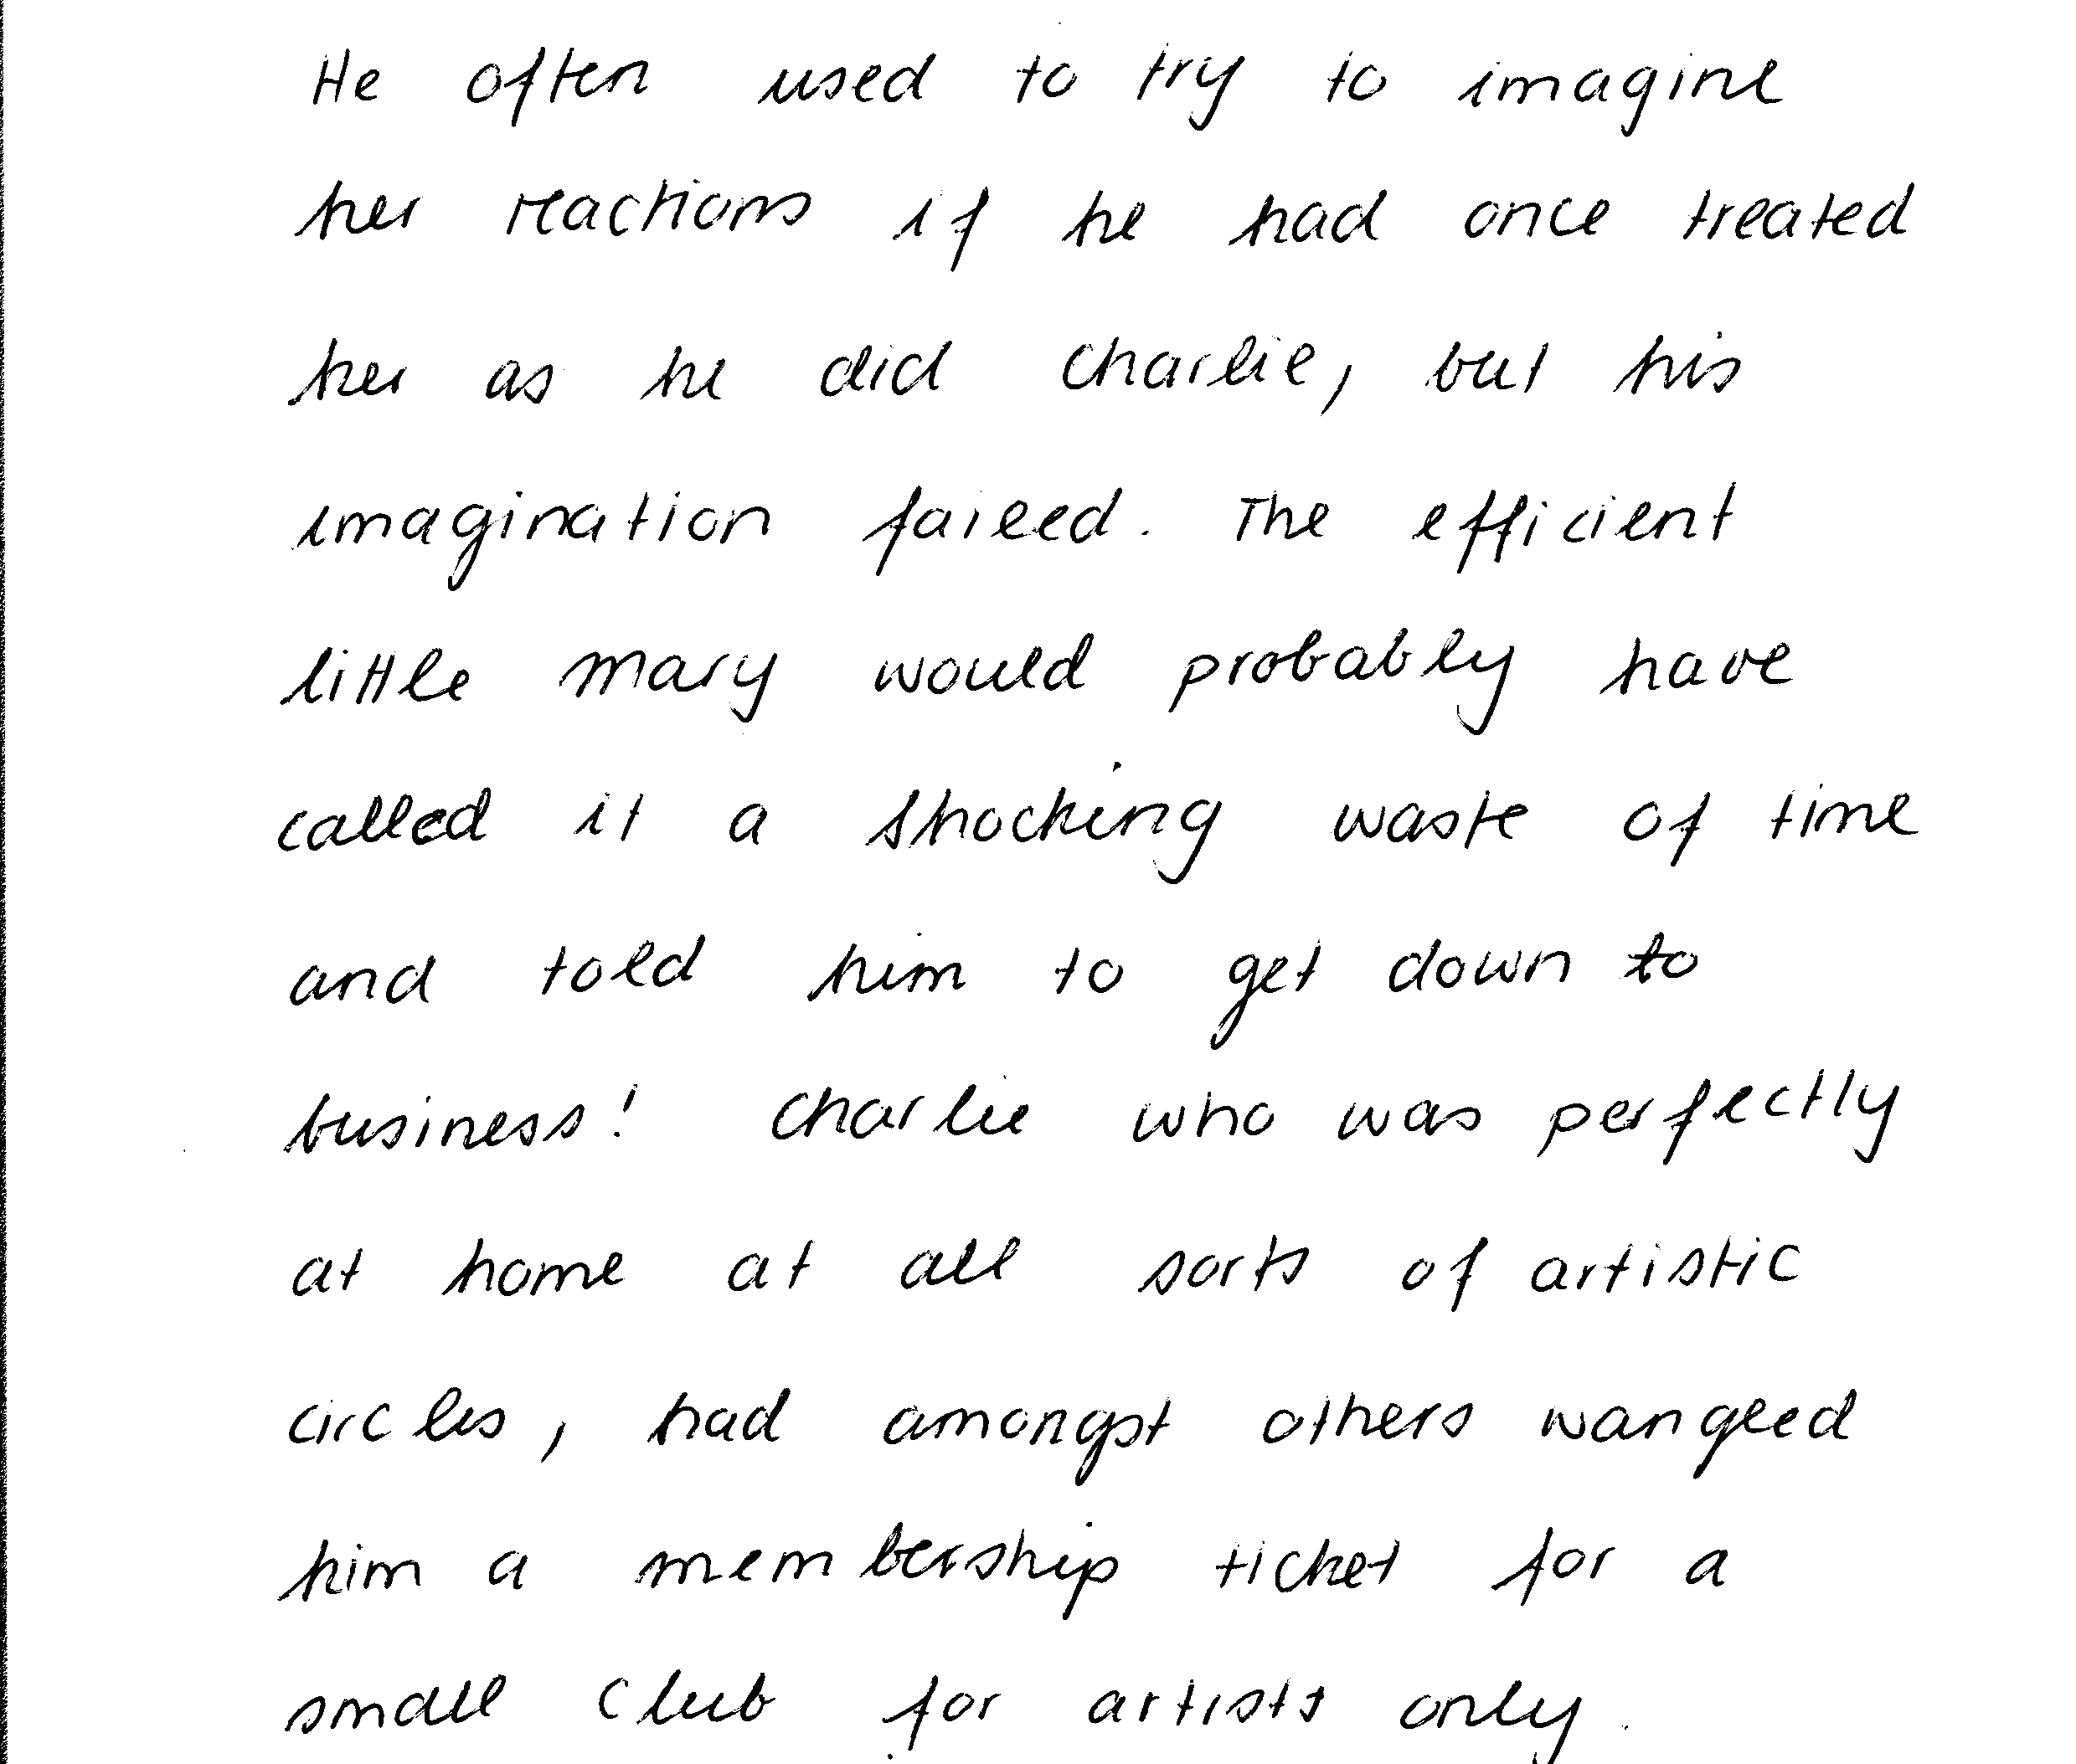 He often used to try to imagine
her reactions if he had once treated
her as he did Charlie, but his
imagination failed. The efficient
little Mary would probably have
called it a shocking waste of time
and told him to get down to
business! Charlie who was perfectly
at home at all sorts of artistic
circles, had amongst others wangled
him a membership ticket for a
small club for artists only.